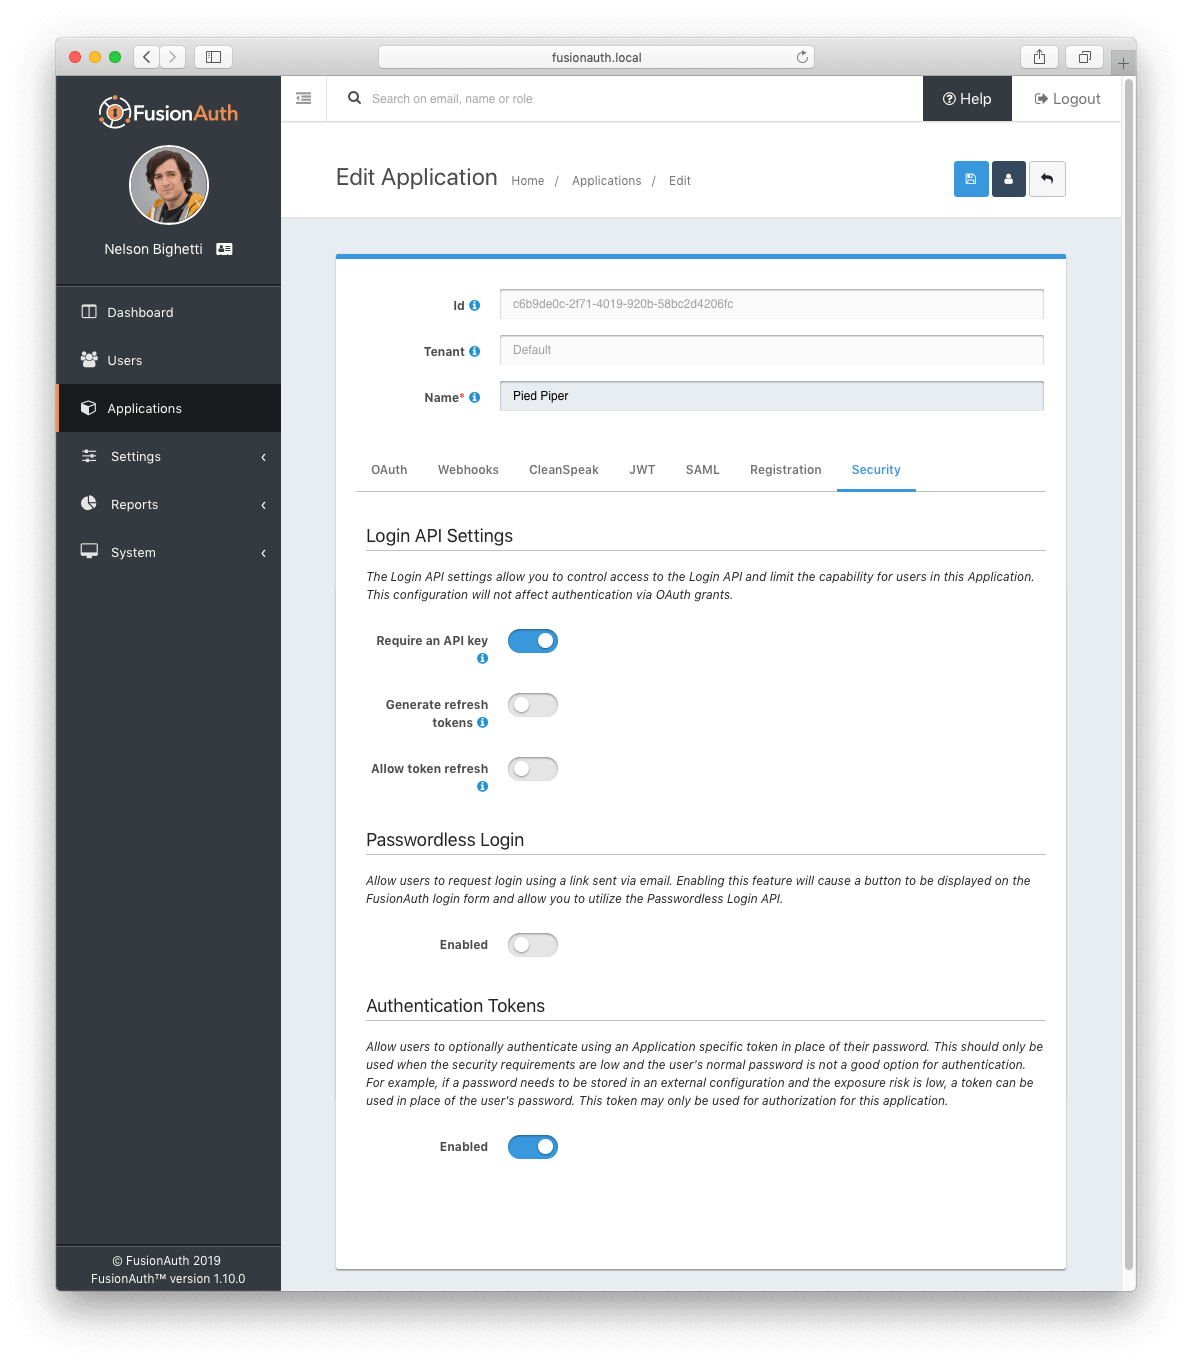 fusionauth.local
FusionAuth
Search on email, name or role
Help
Logout
Nelson Bighetti
Dashboard
Users
Applications
Settings
Reports
System
© FusionAuth 2019
FusionAuth™ version 1.10.0
Edit Application
Home / Applications / Edit
Id
c6b9de0c-2f71-4019-920b-58bc2d4206fc
Tenant
Default
Name*
Pied Piper
OAuth
Webhooks
CleanSpeak
JWT
SAML
Registration
Security
Login API Settings
The Login API settings allow you to control access to the Login API and limit the capability for users in this Application.
This configuration will not affect authentication via OAuth grants.
Require an API key
Generate refresh
tokens
Allow token refresh
Passwordless Login
Allow users to request login using a link sent via email. Enabling this feature will cause a button to be displayed on the
FusionAuth login form and allow you to utilize the Passwordless Login API.
Enabled
Authentication Tokens
Allow users to optionally authenticate using an Application specific token in place of their password. This should only be
used when the security requirements are low and the user's normal password is not a good option for authentication.
For example, if a password needs to be stored in an external configuration and the exposure risk is low, a token can be
used in place of the user's password. This token may only be used for authorization for this application.
Enabled